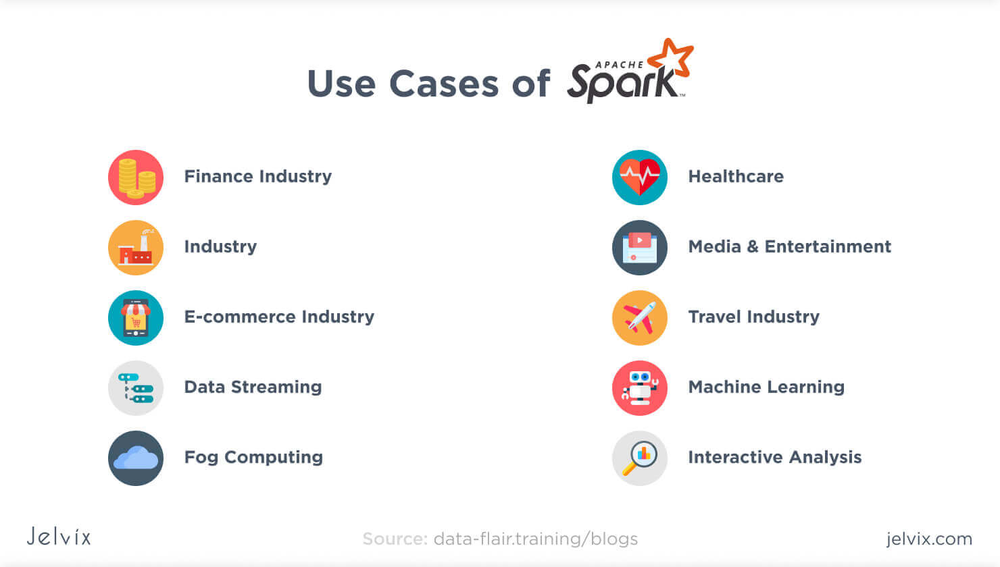 Use Cases of APACHE Spark™
Finance Industry
Industry
E-commerce Industry
Data Streaming
Fog Computing
Healthcare
Media & Entertainment
Travel Industry
Machine Learning
Interactive Analysis
Jelvix
Source: data-flair.training/blogs
jelvix.com